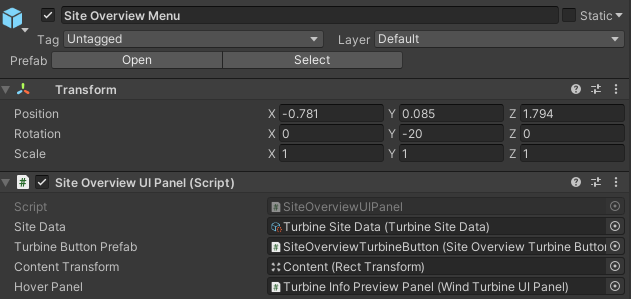 Site Overview Menu Static
Tag Untagged Layer Default
Prefab Open Select
Transform
Position X -0.781 Y 0.085 Z 1.794
Rotation X 0 Y -20 Z 0
Scale X 1 Y 1 Z 1
# Site Overview UI Panel (Script)
Script # SiteOverviewUIPanel
Site Data Turbine Site Data (Turbine Site Data)
Turbine Button Prefab # SiteOverviewTurbineButton (Site Overview Turbine Button
Content Transform Content (Rect Transform)
Hover Panel # Turbine Info Preview Panel (Wind Turbine UI Panel)